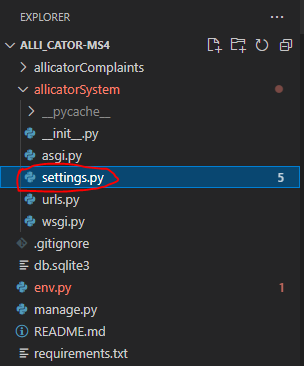 EXPLORER
ALLI_CATOR-MS4
allicatorComplaints
allicatorSystem
__pycache__
__init__.py
asgi.py
settings.py 5
urls.py
wsgi.py
.gitignore
db.sqlite3
env.py 1
manage.py
README.md
requirements.txt